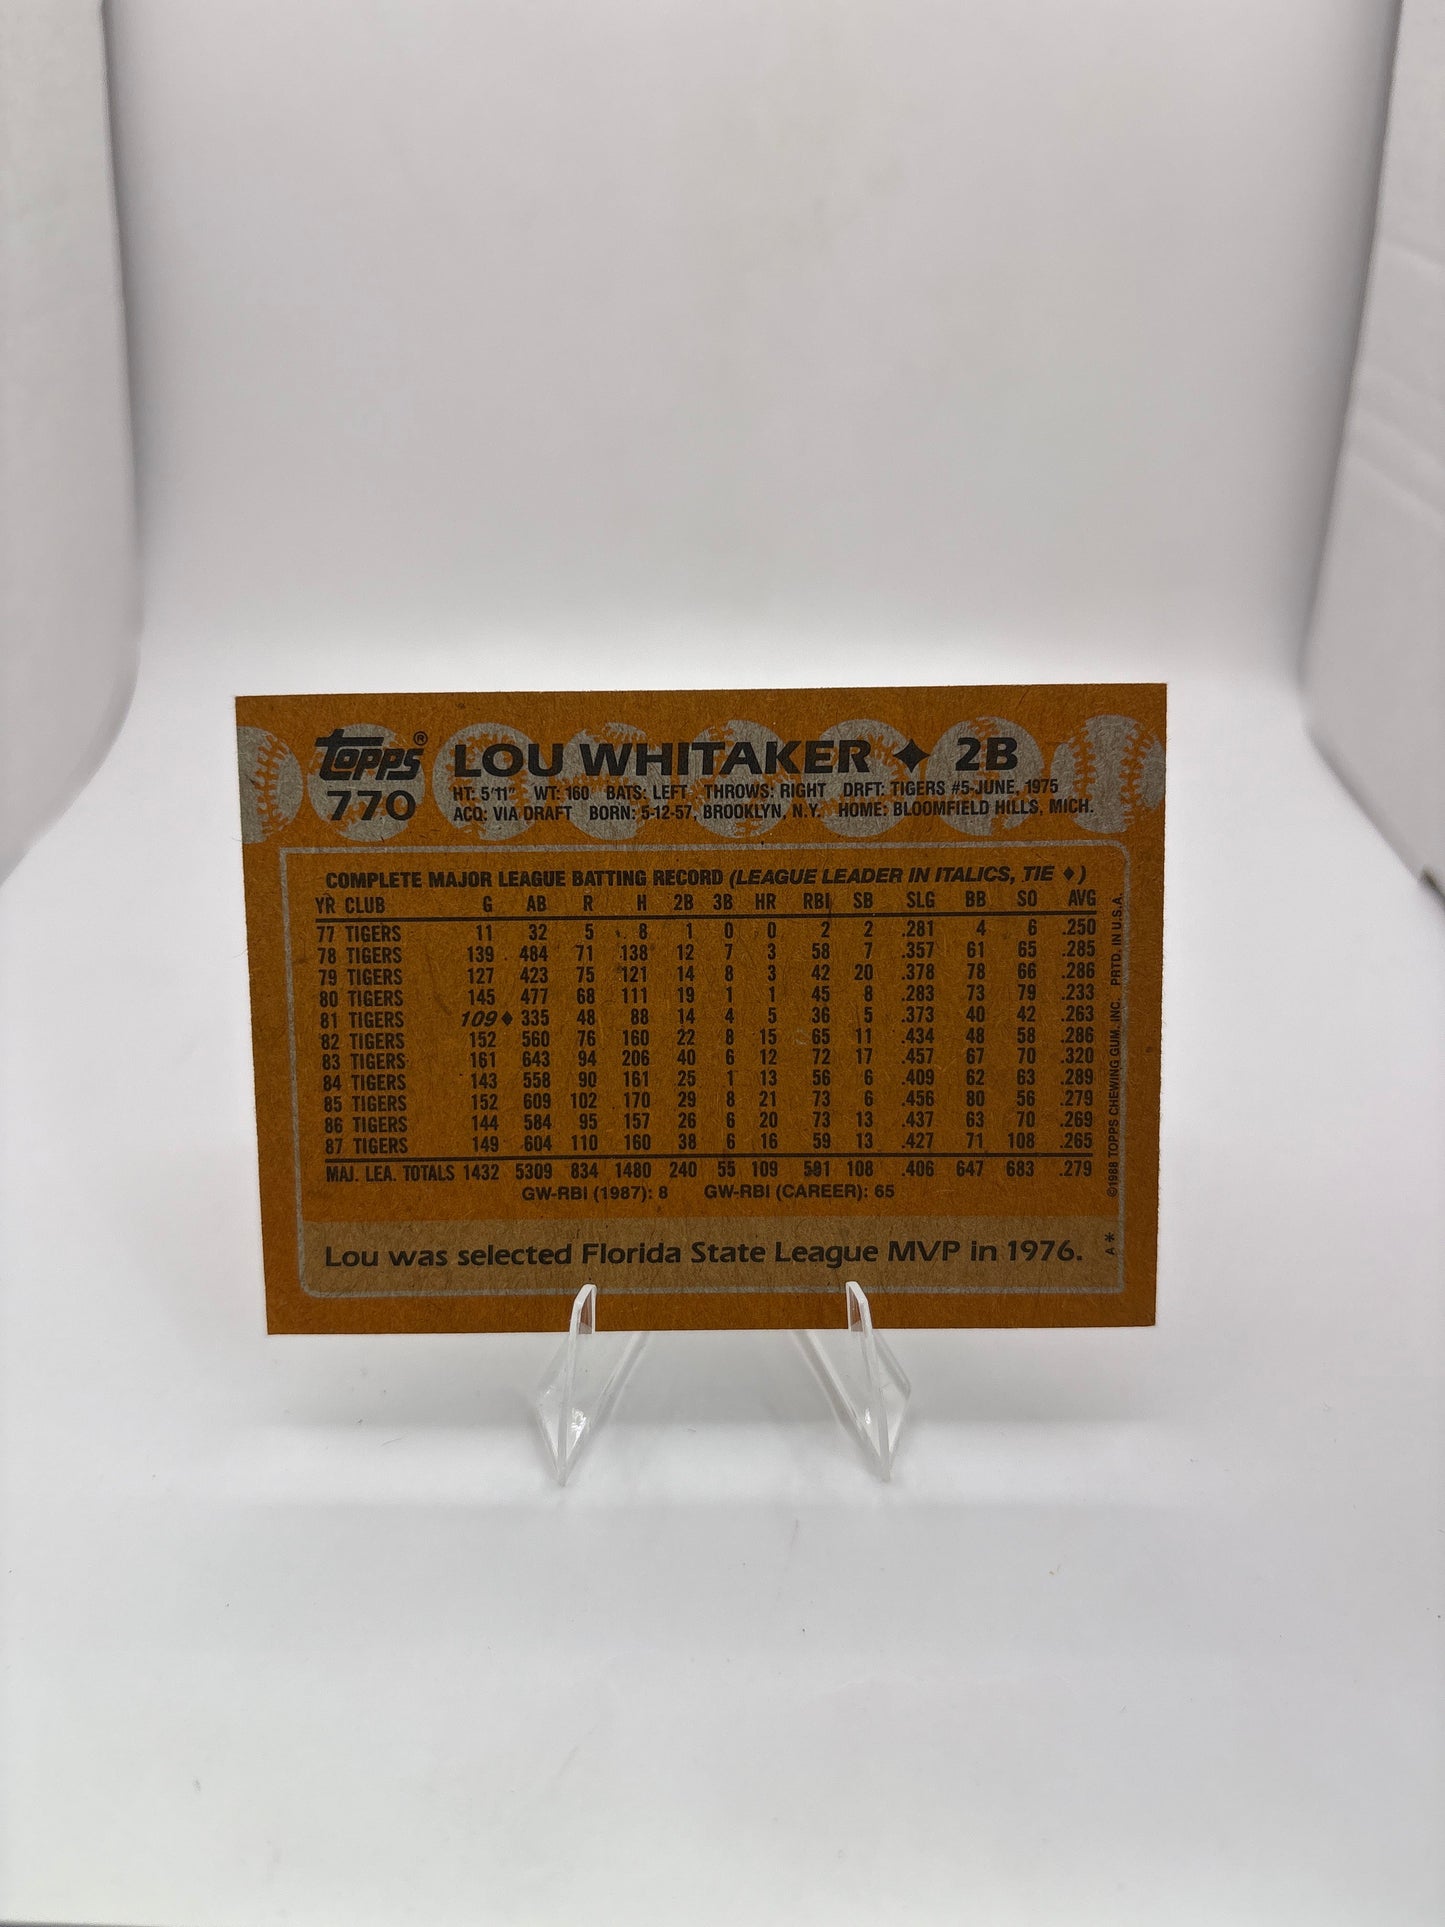 Topps® LOU WHITAKER ✦ 2B
770 HT: 5'11" WT: 160 BATS: LEFT THROWS: RIGHT DRFT: TIGERS #5-JUNE, 1975
ACQ: VIA DRAFT BORN: 5-12-57, BROOKLYN, N.Y. HOME: BLOOMFIELD HILLS, MICH.
COMPLETE MAJOR LEAGUE BATTING RECORD (LEAGUE LEADER IN ITALICS, TIE ♦)
YR CLUB G AB R H 2B 3B HR RBI SB SLG BB SO AVG
77 TIGERS 11 32 5 8 1 0 0 2 2 .281 4 6 .250
78 TIGERS 139 484 71 138 12 7 3 58 7 .357 61 65 .285
79 TIGERS 127 423 75 121 14 8 3 42 20 .378 78 66 .286
80 TIGERS 145 477 68 111 19 1 1 45 8 .283 73 79 .233
81 TIGERS 109♦ 335 48 88 14 4 5 36 5 .373 40 42 .263
82 TIGERS 152 560 76 160 22 8 15 65 11 .434 48 58 .286
83 TIGERS 161 643 94 206 40 6 12 72 17 .457 67 70 .320
84 TIGERS 143 558 90 161 25 1 13 56 6 .409 62 63 .289
85 TIGERS 152 609 102 170 29 8 21 73 6 .456 80 56 .279
86 TIGERS 144 584 95 157 26 6 20 73 13 .437 63 70 .269
87 TIGERS 149 604 110 160 38 6 16 59 13 .427 71 108 .265
MAJ. LEA. TOTALS 1432 5309 834 1480 240 55 109 581 108 .406 647 683 .279
GW-RBI (1987): 8 GW-RBI (CAREER): 65
Lou was selected Florida State League MVP in 1976.
A*
©1988 TOPPS CHEWING GUM, INC. PRTD. IN U.S.A.